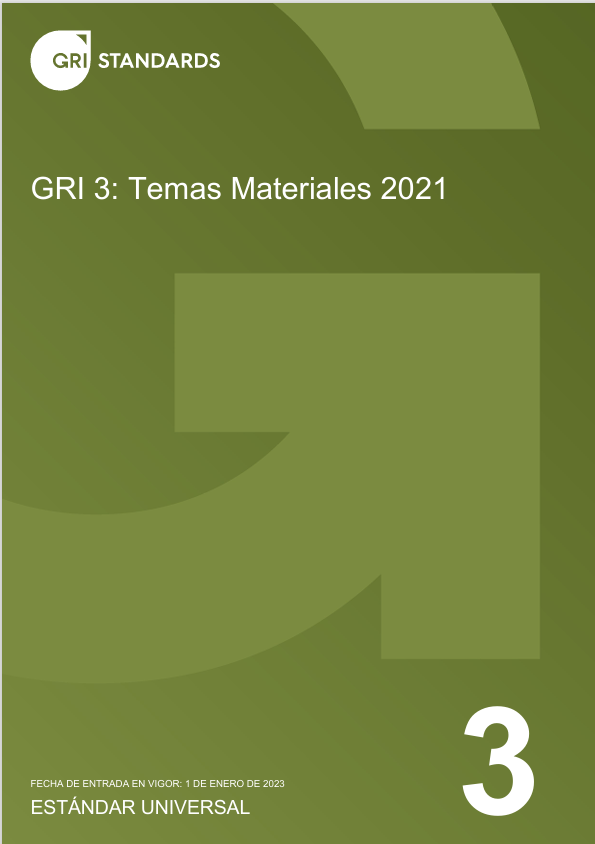 GRI STANDARDS
GRI 3: Temas Materiales 2021
FECHA DE ENTRADA EN VIGOR: 1 DE ENERO DE 2023
ESTÁNDAR UNIVERSAL
3